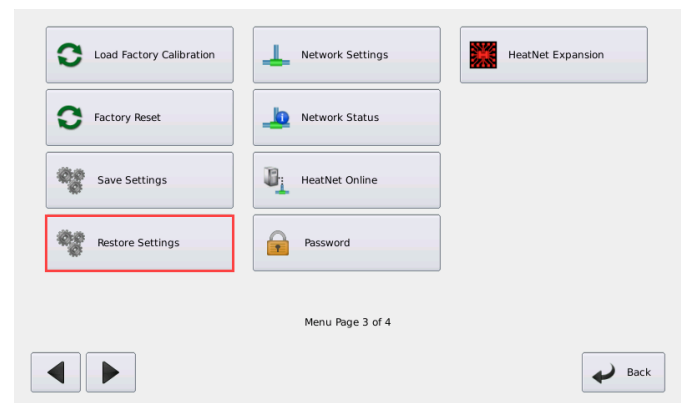 Load Factory Calibration
Network Settings
HeatNet Expansion
Factory Reset
Network Status
Save Settings
HeatNet Online
Restore Settings
Password
Menu Page 3 of 4
Back